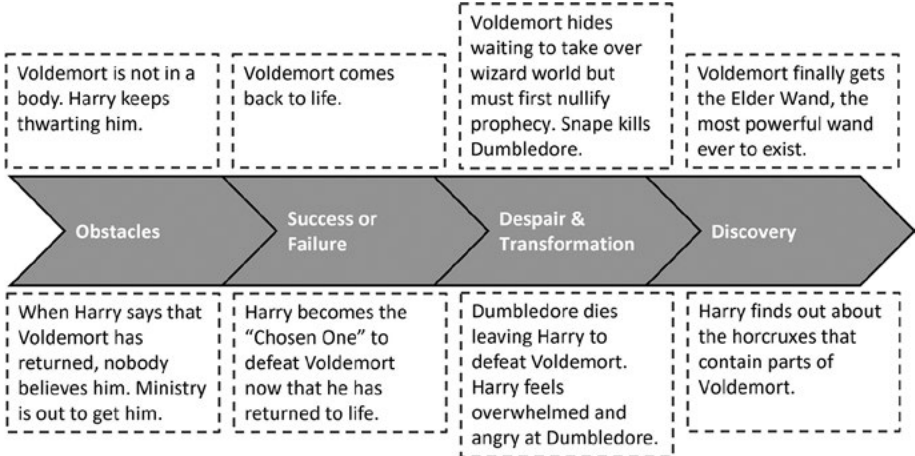 Voldemort is not in a
body. Harry keeps
thwarting him.
Voldemort comes
back to life.
Voldemort hides
waiting to take over
wizard world but
must first nullify
prophecy. Snape kills
Dumbledore.
Voldemort finally gets
the Elder Wand, the
most powerful wand
ever to exist.
Obstacles
Success or
Failure
Despair &
Transformation
Discovery
When Harry says that
Voldemort has
returned, nobody
believes him. Ministry
is out to get him.
Harry becomes the
“Chosen One” to
defeat Voldemort
now that he has
returned to life.
Dumbledore dies
leaving Harry to
defeat Voldemort.
Harry feels
overwhelmed and
angry at Dumbledore.
Harry finds out about
the horcruxes that
contain parts of
Voldemort.